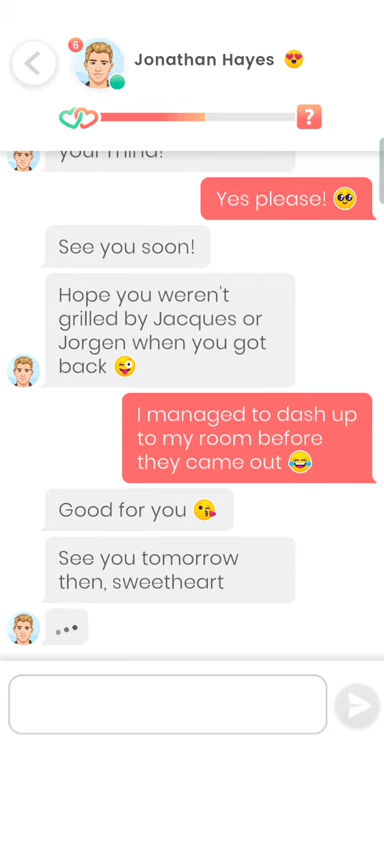 6
Jonathan Hayes 😍
?
your mind!
Yes please! 🥺
See you soon!
Hope you weren't
grilled by Jacques or
Jorgen when you got
back 😜
I managed to dash up
to my room before
they came out 😂
Good for you 😘
See you tomorrow
then, sweetheart